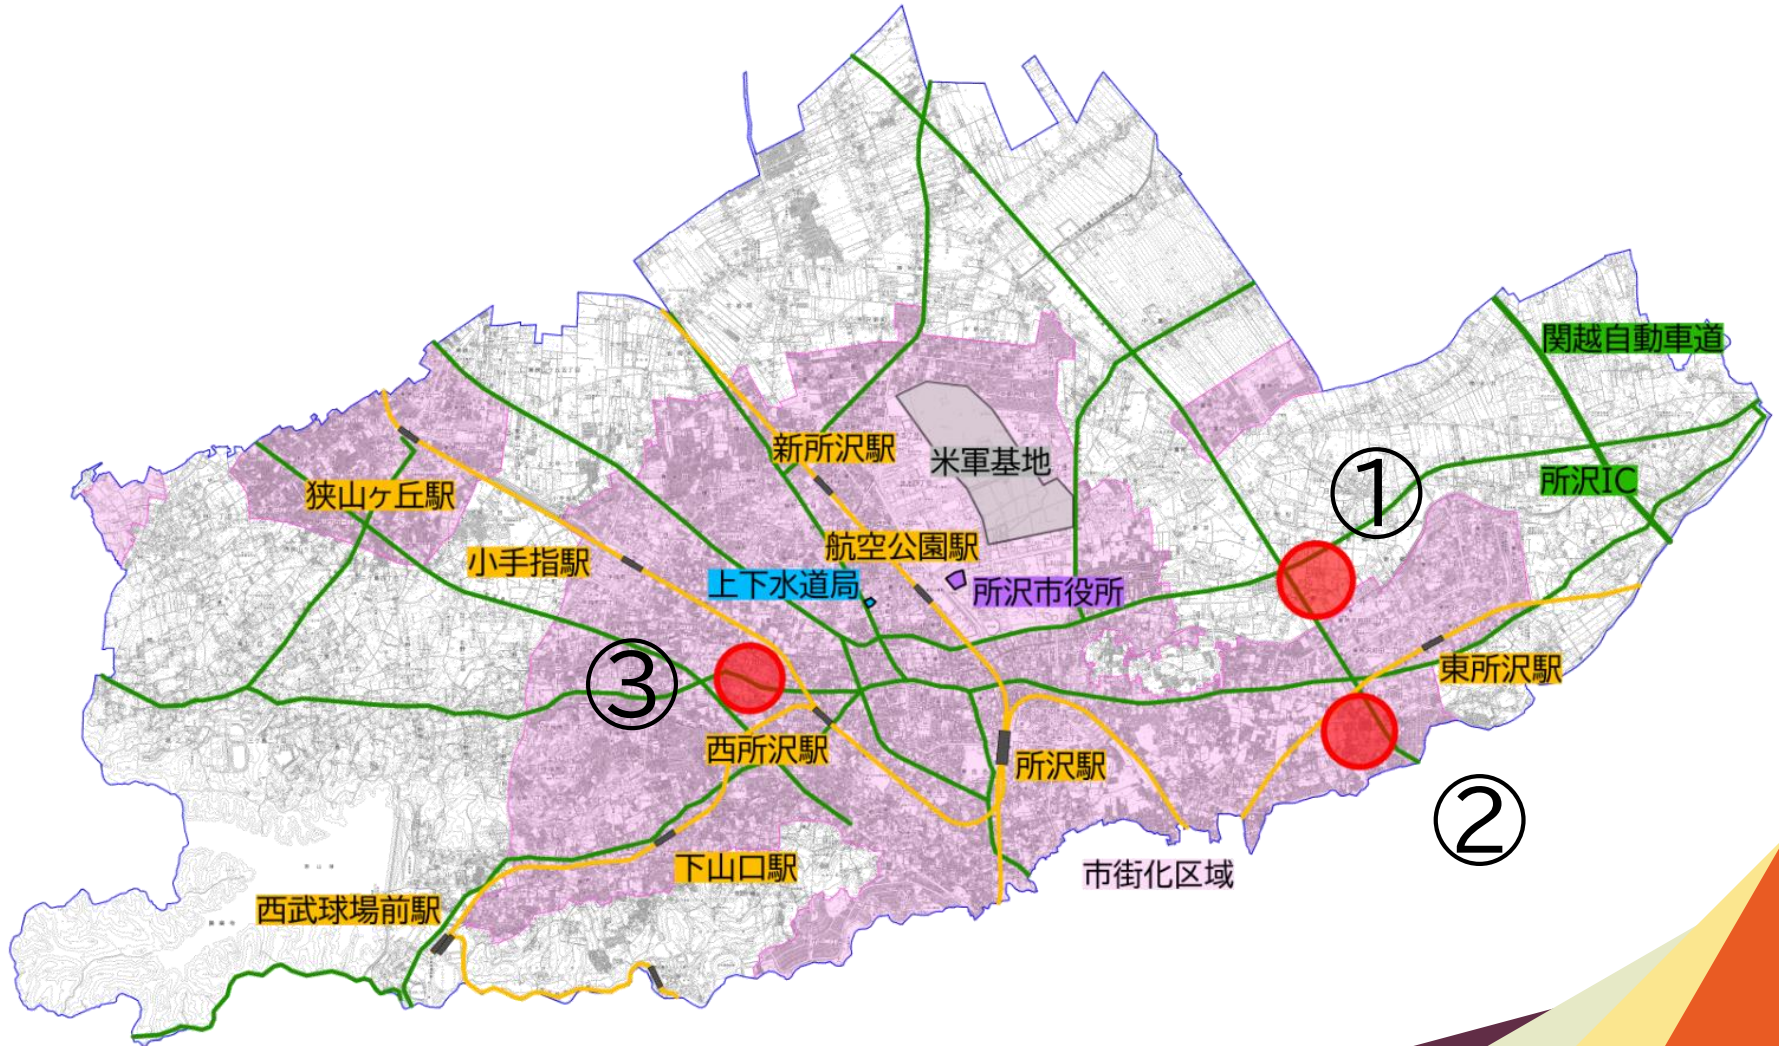 関越自動車道
新所沢駅
米軍基地
①
所沢IC
狭山ヶ丘駅
航空公園駅
小手指駅
上下水道局
所沢市役所
③
東所沢駅
西所沢駅
所沢駅
②
下山口駅
市街化区域
西武球場前駅